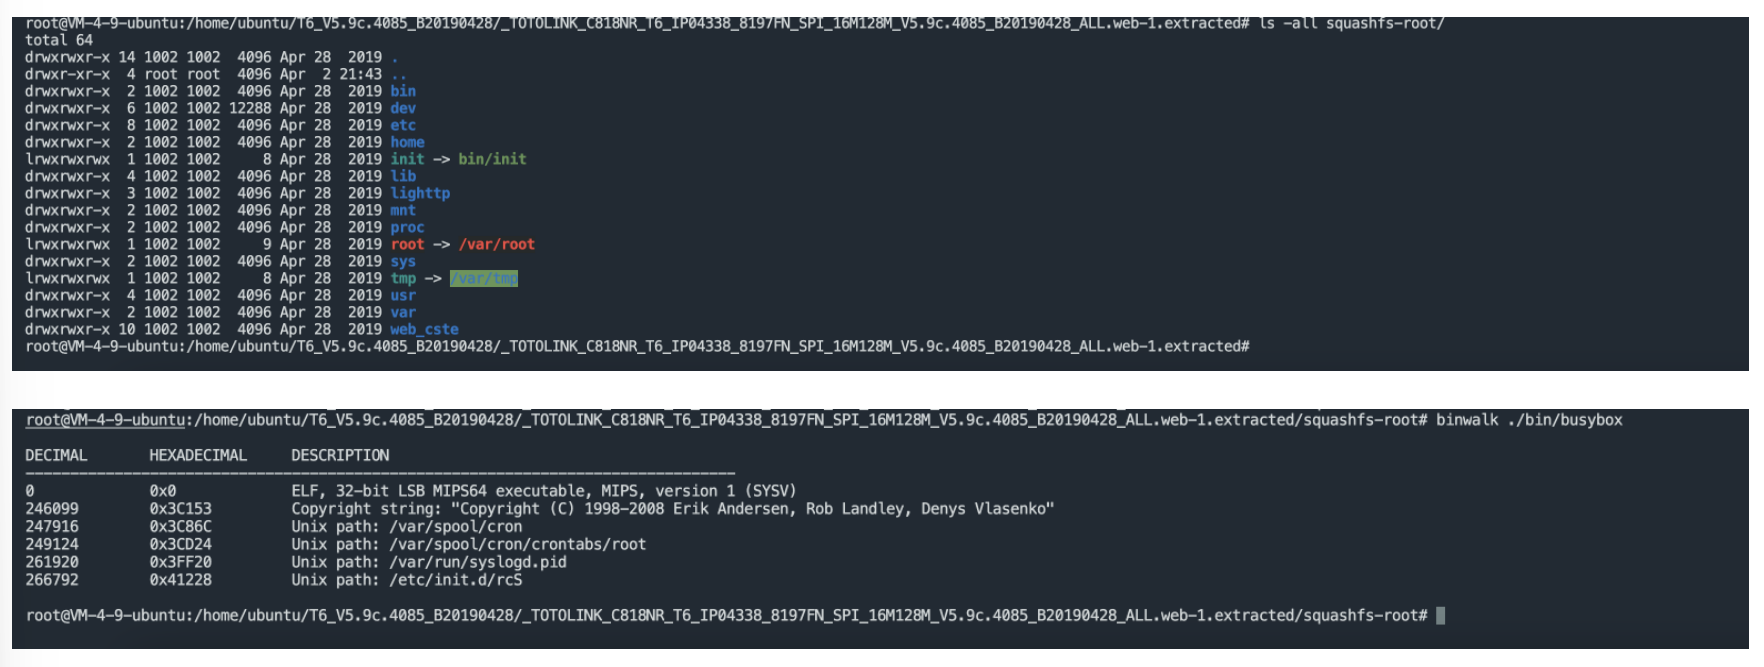 root@VM-4-9-ubuntu:/home/ubuntu/T6_V5.9c.4085_B20190428/_TOTOLINK_C818NR_T6_IP04338_8197FN_SPI_16M128M_V5.9c.4085_B20190428_ALL.web-1.extracted# ls -all squashfs-root/
total 64
drwxrwxr-x 14 1002 1002  4096 Apr 28  2019 .
drwxr-xr-x  4 root root  4096 Apr  2 21:43 ..
drwxrwxr-x  2 1002 1002  4096 Apr 28  2019 bin
drwxrwxr-x  6 1002 1002 12288 Apr 28  2019 dev
drwxrwxr-x  8 1002 1002  4096 Apr 28  2019 etc
drwxrwxr-x  2 1002 1002  4096 Apr 28  2019 home
lrwxrwxrwx  1 1002 1002     8 Apr 28  2019 init -> bin/init
drwxrwxr-x  4 1002 1002  4096 Apr 28  2019 lib
drwxrwxr-x  3 1002 1002  4096 Apr 28  2019 lighttp
drwxrwxr-x  2 1002 1002  4096 Apr 28  2019 mnt
drwxrwxr-x  2 1002 1002  4096 Apr 28  2019 proc
lrwxrwxrwx  1 1002 1002     9 Apr 28  2019 root -> /var/root
drwxrwxr-x  2 1002 1002  4096 Apr 28  2019 sys
lrwxrwxrwx  1 1002 1002     8 Apr 28  2019 tmp -> /var/tmp
drwxrwxr-x  4 1002 1002  4096 Apr 28  2019 usr
drwxrwxr-x  2 1002 1002  4096 Apr 28  2019 var
drwxrwxr-x 10 1002 1002  4096 Apr 28  2019 web_cste
root@VM-4-9-ubuntu:/home/ubuntu/T6_V5.9c.4085_B20190428/_TOTOLINK_C818NR_T6_IP04338_8197FN_SPI_16M128M_V5.9c.4085_B20190428_ALL.web-1.extracted#
root@VM-4-9-ubuntu:/home/ubuntu/T6_V5.9c.4085_B20190428/_TOTOLINK_C818NR_T6_IP04338_8197FN_SPI_16M128M_V5.9c.4085_B20190428_ALL.web-1.extracted/squashfs-root# binwalk ./bin/busybox
DECIMAL       HEXADECIMAL     DESCRIPTION
--------------------------------------------------------------------------------
0             0x0             ELF, 32-bit LSB MIPS64 executable, MIPS, version 1 (SYSV)
246099        0x3C153         Copyright string: "Copyright (C) 1998-2008 Erik Andersen, Rob Landley, Denys Vlasenko"
247916        0x3C86C         Unix path: /var/spool/cron
249124        0x3CD24         Unix path: /var/spool/cron/crontabs/root
261920        0x3FF20         Unix path: /var/run/syslogd.pid
266792        0x41228         Unix path: /etc/init.d/rcS
root@VM-4-9-ubuntu:/home/ubuntu/T6_V5.9c.4085_B20190428/_TOTOLINK_C818NR_T6_IP04338_8197FN_SPI_16M128M_V5.9c.4085_B20190428_ALL.web-1.extracted/squashfs-root#